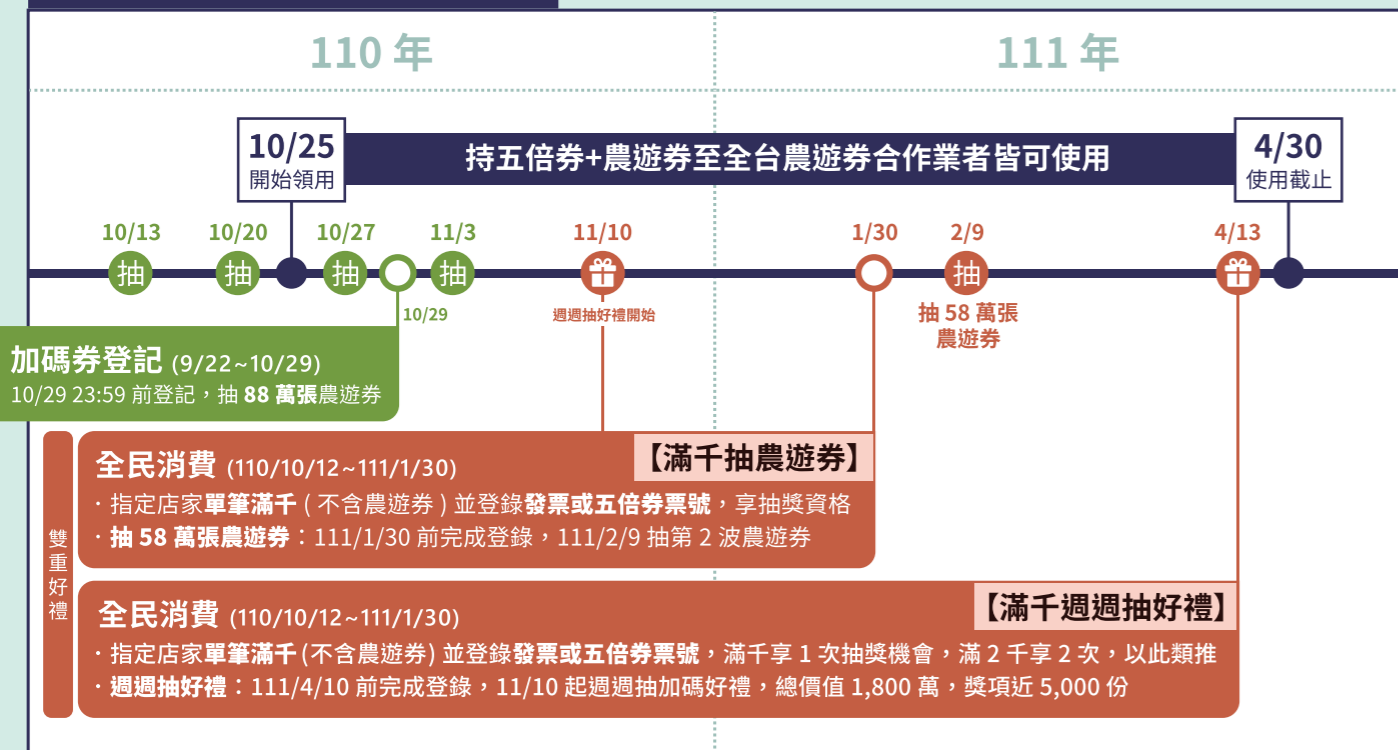 110 年
111 年
10/25
開始領用
持五倍券+農遊券至全台農遊券合作業者皆可使用
4/30
使用截止
10/13
10/20
10/27
11/3
11/10
1/30
2/9
4/13
抽
抽
抽
抽
抽
10/29
週週抽好禮開始
抽 58 萬張
農遊券
加碼券登記 (9/22~10/29)
10/29 23:59 前登記，抽 88 萬張農遊券
雙重好禮
全民消費 (110/10/12~111/1/30)
【滿千抽農遊券】
·指定店家單筆滿千 ( 不含農遊券 ) 並登錄發票或五倍券票號，享抽獎資格
·抽 58 萬張農遊券：111/1/30 前完成登錄，111/2/9 抽第 2 波農遊券
全民消費 (110/10/12~111/1/30)
【滿千週週抽好禮】
·指定店家單筆滿千 (不含農遊券) 並登錄發票或五倍券票號，滿千享 1 次抽獎機會，滿 2 千享 2 次，以此類推
·週週抽好禮：111/4/10 前完成登錄，11/10 起週週抽加碼好禮，總價值 1,800 萬，獎項近 5,000 份